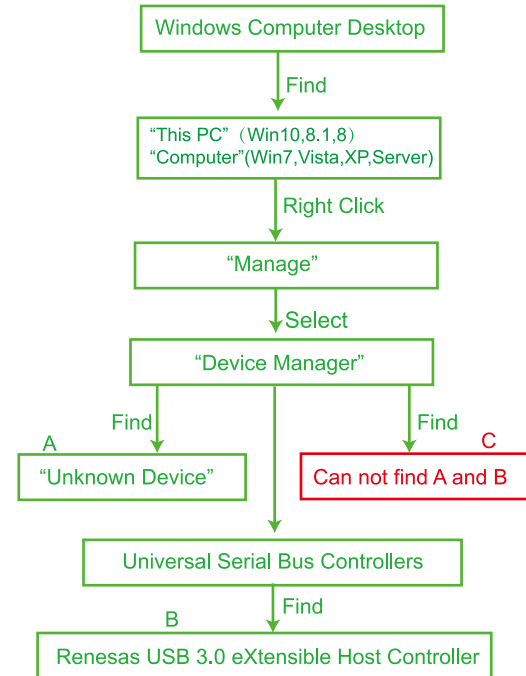 Windows Computer Desktop
Find
“This PC”（Win10,8.1,8）
“Computer”(Win7,Vista,XP,Server)
Right Click
“Manage”
Select
“Device Manager”
Find
Find
A
C
“Unknown Device”
Can not find A and B
Universal Serial Bus Controllers
Find
B
Renesas USB 3.0 eXtensible Host Controller